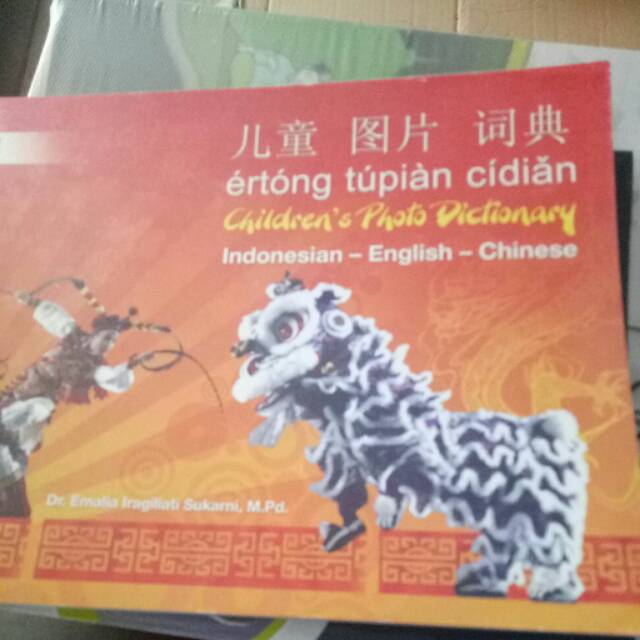 儿童 图片 词典
értóng túpiàn cídiǎn
Children's Photo Dictionary
Indonesian – English – Chinese
Dr. Emalia Iragiliati Sukarni, M.Pd.